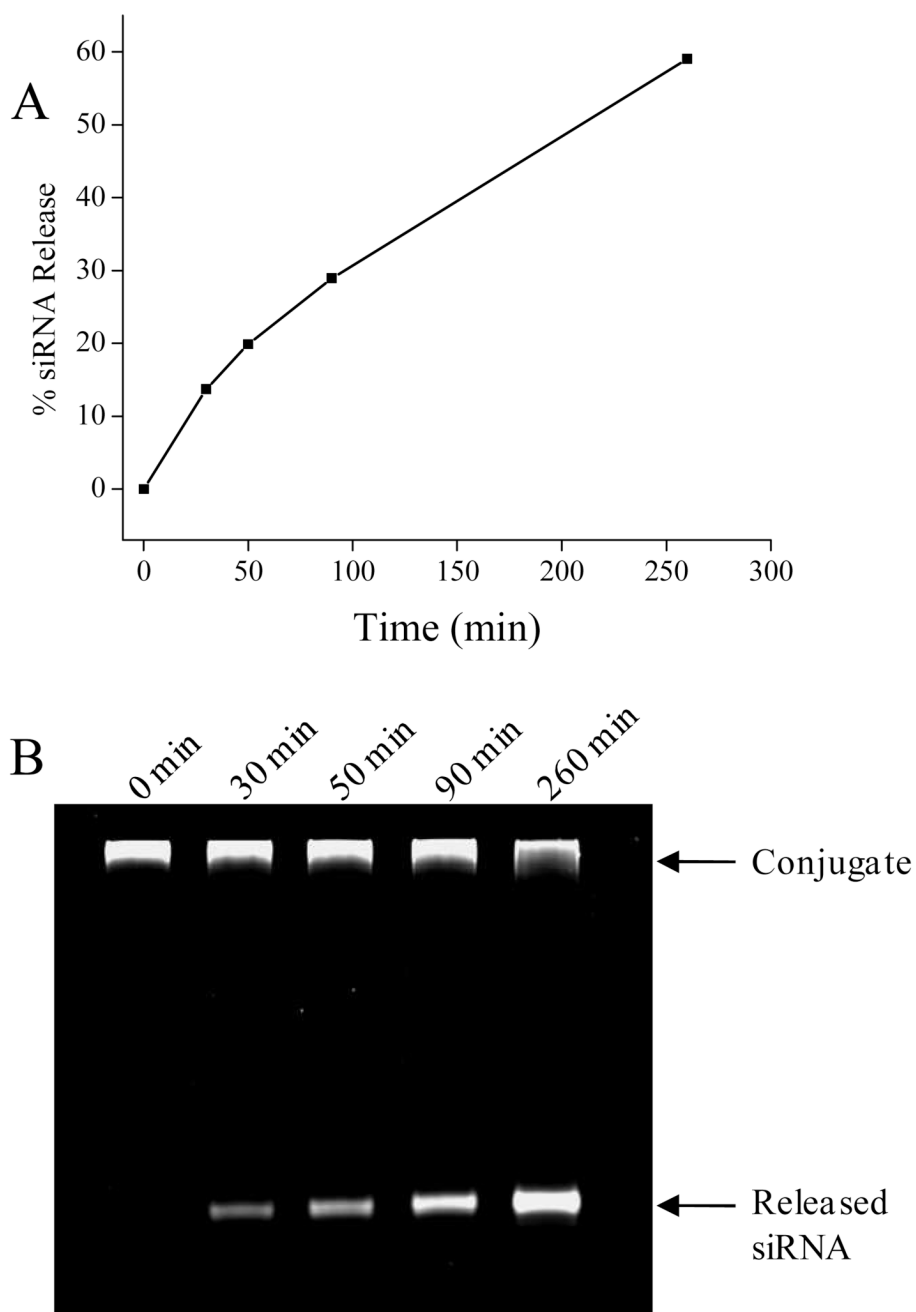 A
60
50
40
30
20
10
0
% siRNA Release
0 50 100 150 200 250 300
Time (min)
B
0 min 30 min 50 min 90 min 260 min
Conjugate
Released
siRNA